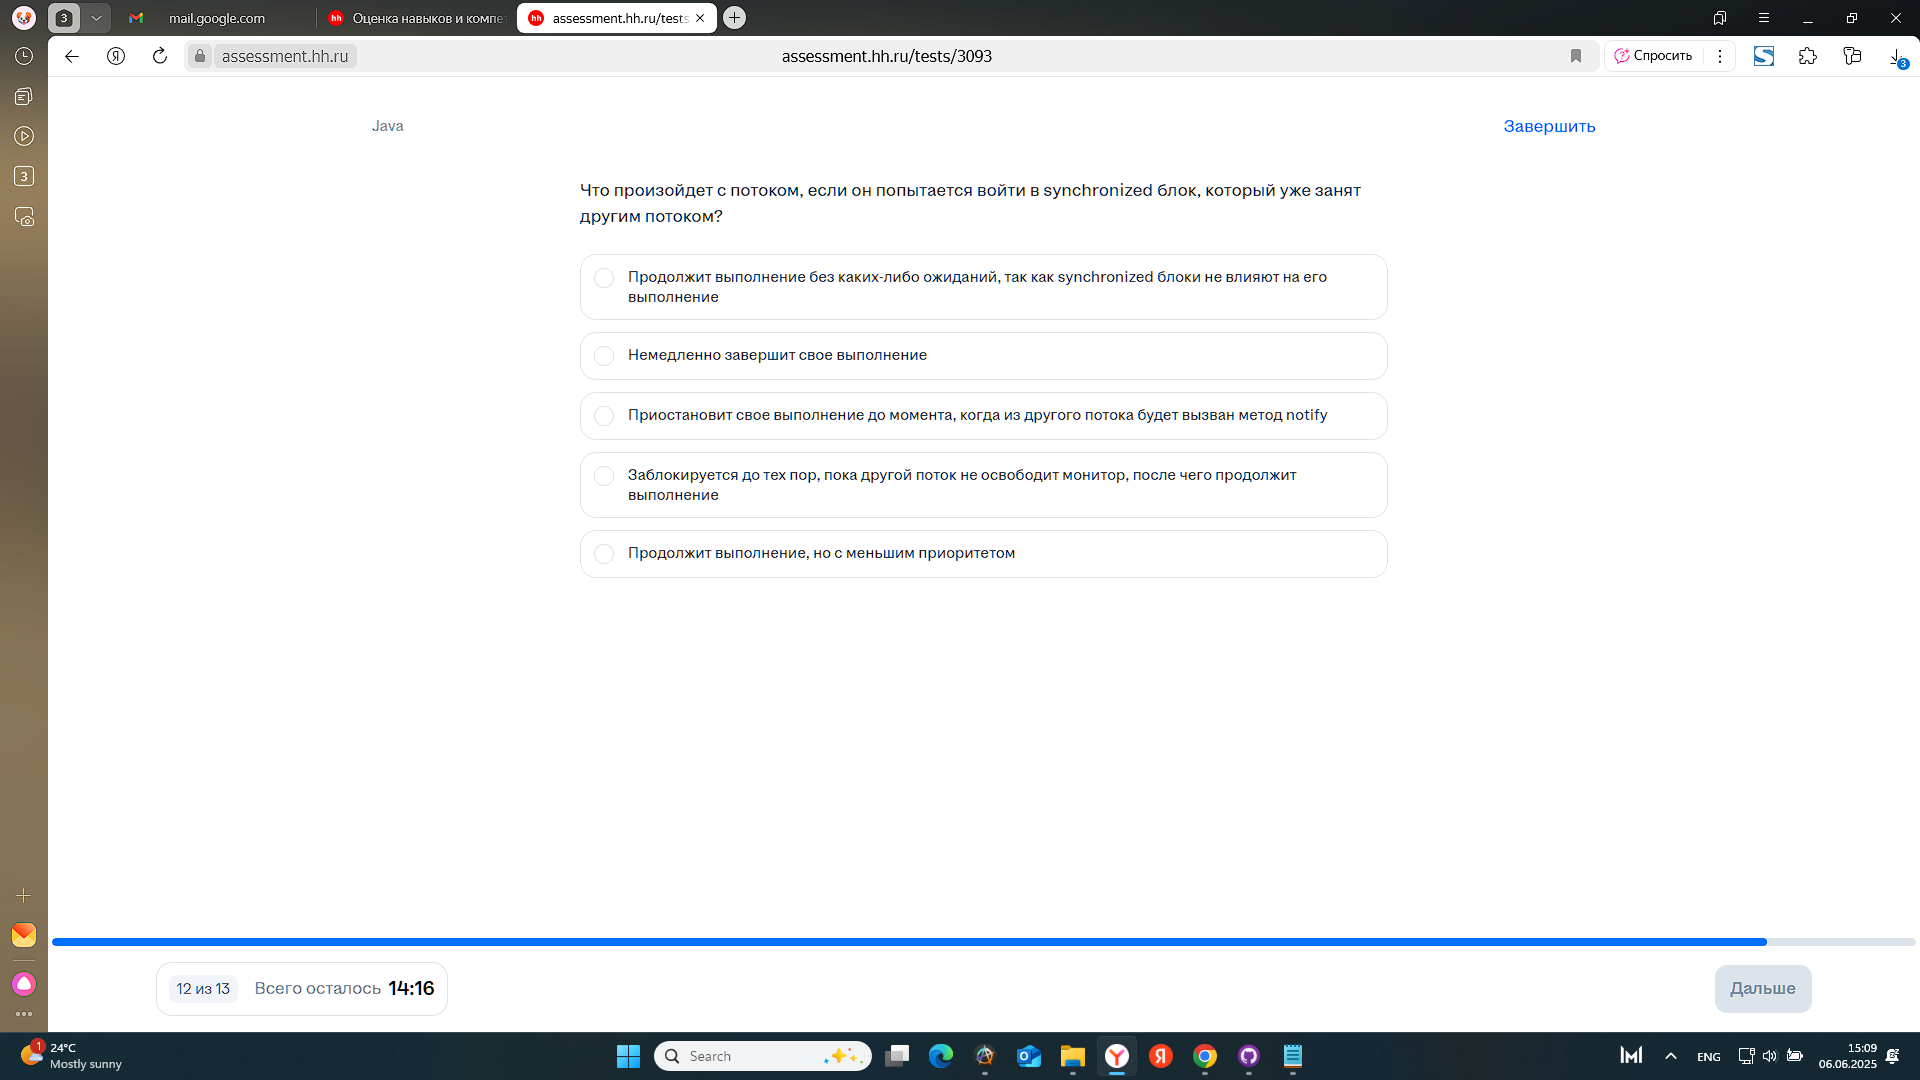 3
mail.google.com
hh
Оценка навыков и компет
hh
assessment.hh.ru/tests
assessment.hh.ru
assessment.hh.ru/tests/3093
Спросить
3
3
Java
Завершить
Что произойдет с потоком, если он попытается войти в synchronized блок, который уже занят
другим потоком?
Продолжит выполнение без каких-либо ожиданий, так как synchronized блоки не влияют на его
выполнение
Немедленно завершит свое выполнение
Приостановит свое выполнение до момента, когда из другого потока будет вызван метод notify
Заблокируется до тех пор, пока другой поток не освободит монитор, после чего продолжит
выполнение
Продолжит выполнение, но с меньшим приоритетом
12 из 13
Всего осталось 14:16
Дальше
1
24°C
Mostly sunny
Search
ENG
15:09
06.06.2025